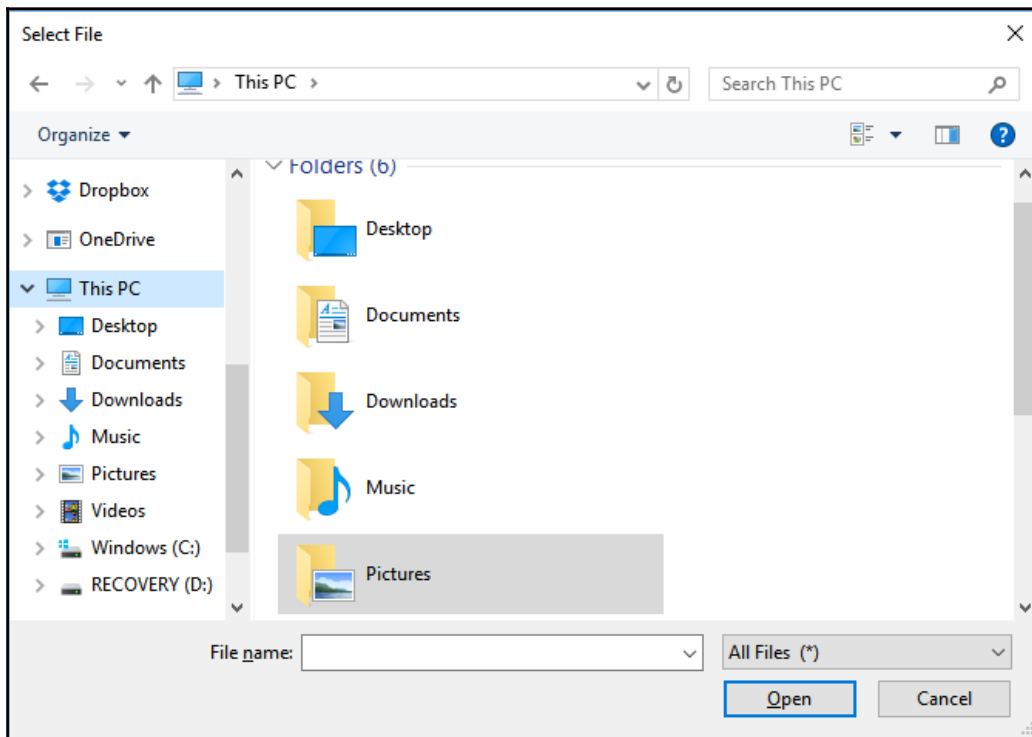 Select File
This PC
Search This PC
Organize
Dropbox
OneDrive
This PC
Desktop
Documents
Downloads
Music
Pictures
Videos
Windows (C:)
RECOVERY (D:)
Folders (6)
Desktop
Documents
Downloads
Music
Pictures
File name:
All Files (*)
Open
Cancel